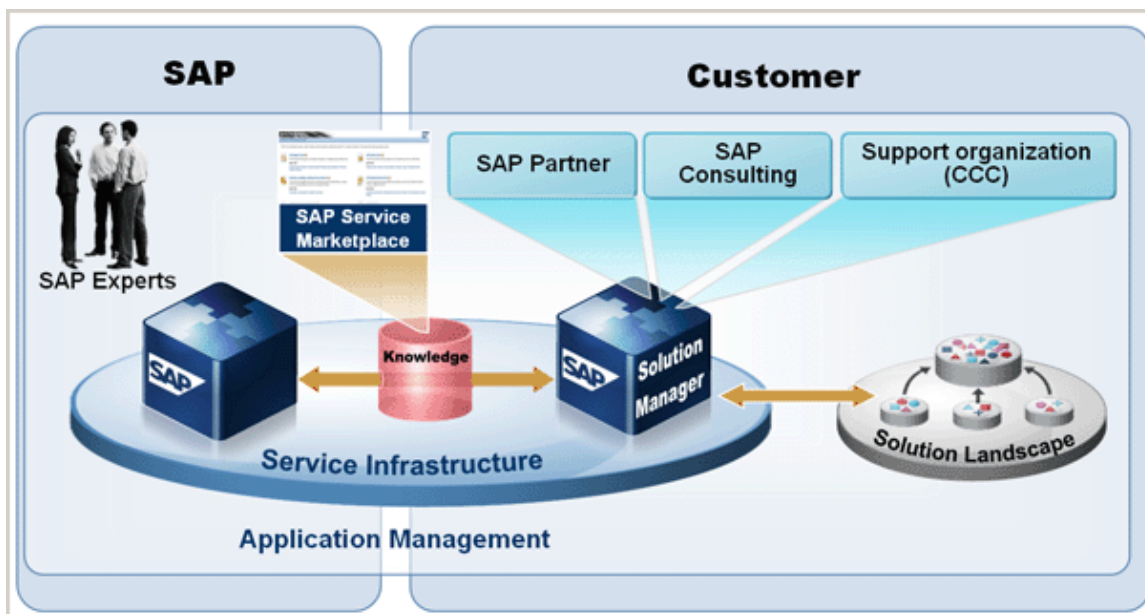 SAP
Customer
SAP Partner
SAP
Consulting
Support organization
(CCC)
SAP Service
Marketplace
SAP Experts
SAP
Knowledge
SAP
Solution
Manager
Solution Landscape
Service Infrastructure
Application Management